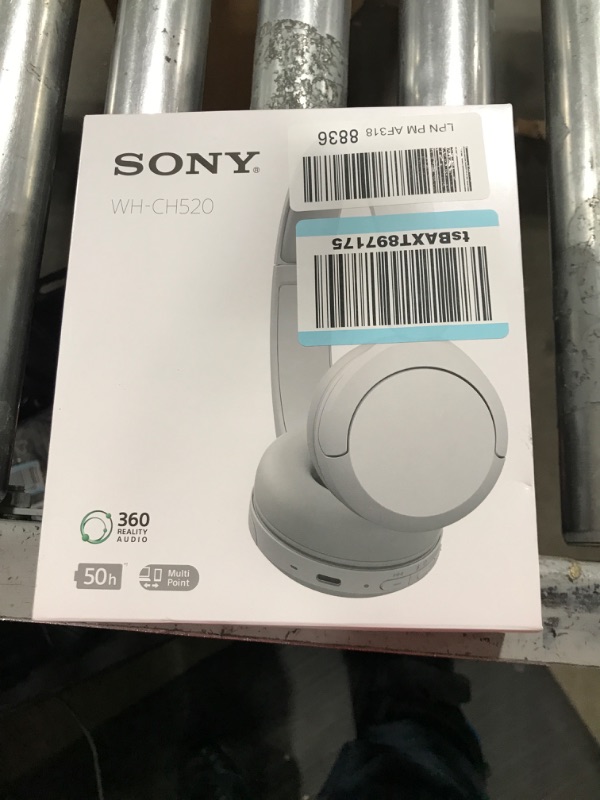 SONY®
WH-CH520
LPN PM AF318 8836
tsBAXT897175
360
REALITY
AUDIO
50h
Multi
Point